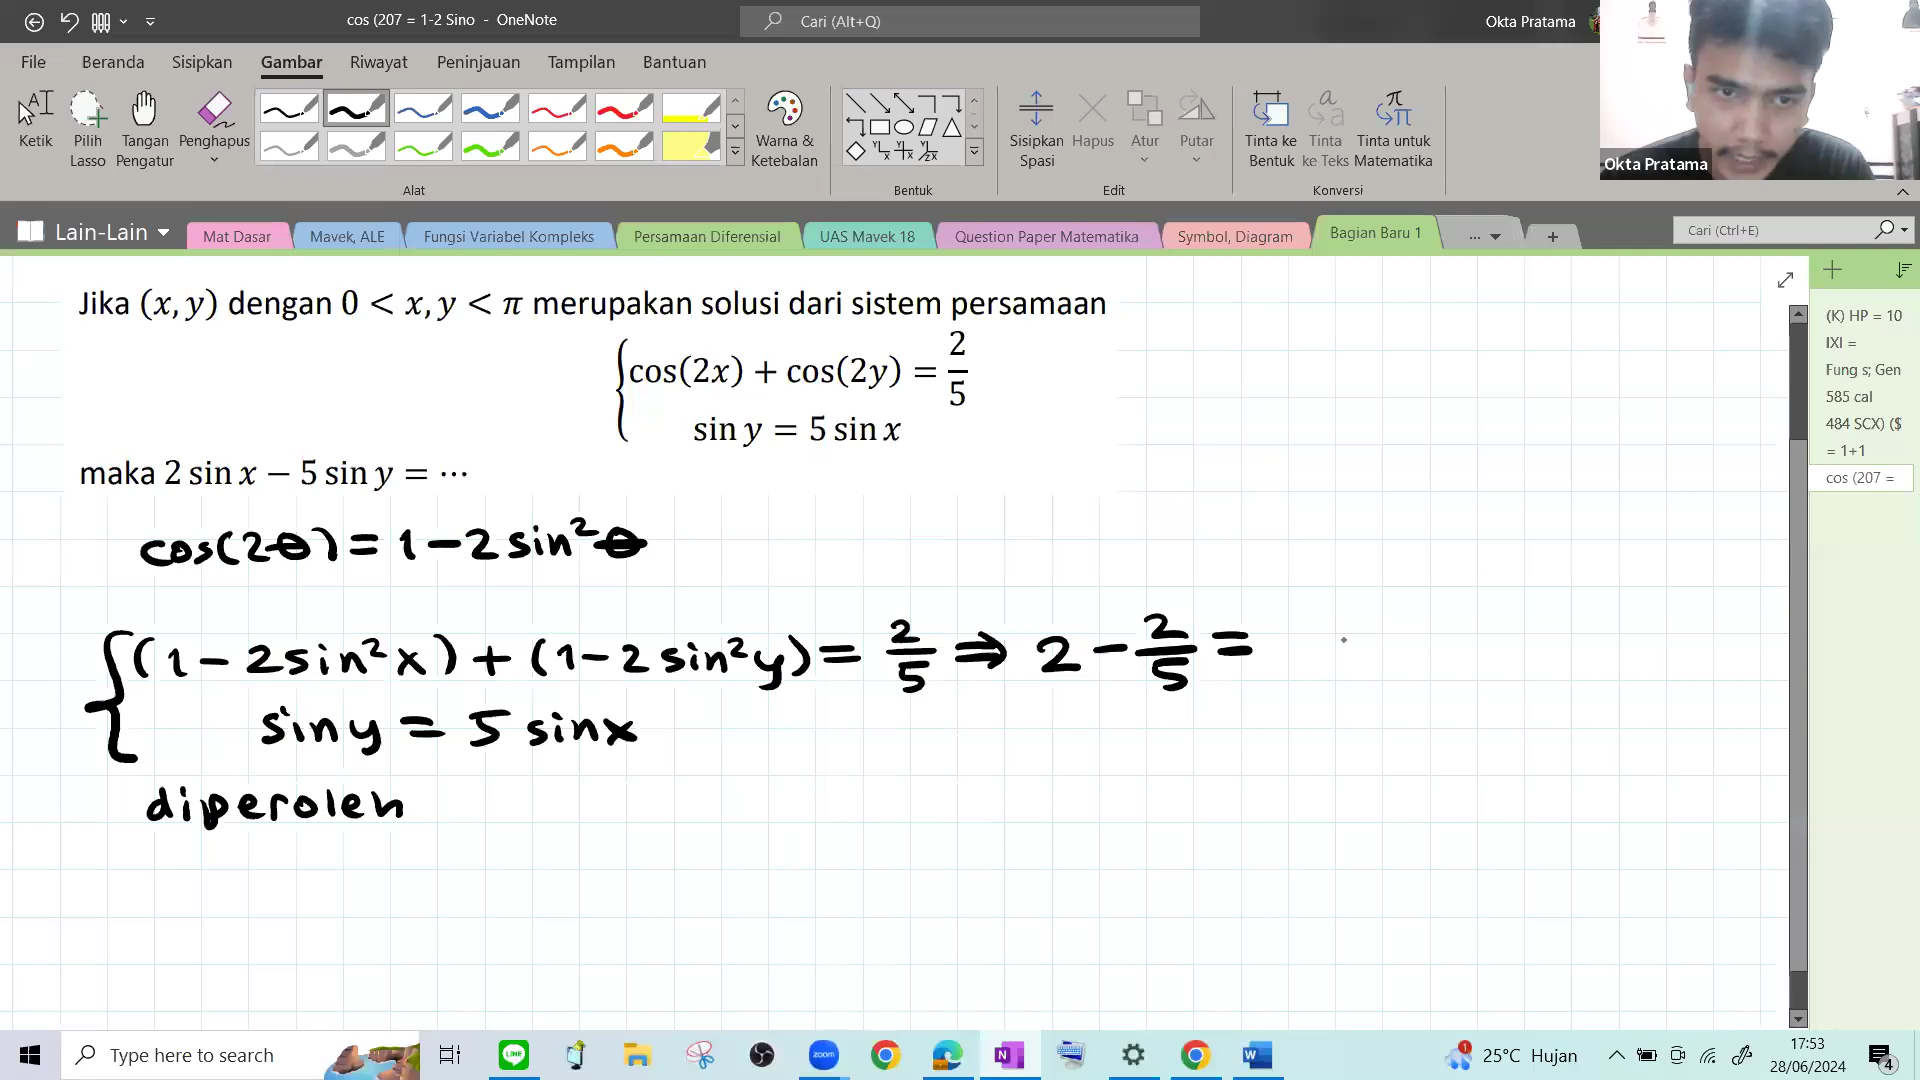 cos (207 = 1-2 Sino - OneNote
Cari (Alt+Q)
Okta Pratama
File Beranda Sisipkan Gambar Riwayat Peninjauan Tampilan Bantuan
Ketik
Pilih Lasso
Tangan Pengatur
Penghapus
Warna & Ketebalan
Sisipkan Spasi
Hapus
Atur
Putar
Tinta ke Bentuk
Tinta ke Teks
Tinta untuk Matematika
Okta Pratama
Alat
Bentuk
Edit
Konversi
Lain-Lain
Mat Dasar
Mavek, ALE
Fungsi Variabel Kompleks
Persamaan Diferensial
UAS Mavek 18
Question Paper Matematika
Symbol, Diagram
Bagian Baru 1
...
+
Cari (Ctrl+E)
Jika (x, y) dengan 0 < x, y < π merupakan solusi dari sistem persamaan
cos(2x) + cos(2y) = 2/5
sin y = 5 sin x
maka 2 sin x − 5 sin y = ⋯
cos(2θ) = 1 − 2 sin²θ
(1 − 2 sin²x) + (1 − 2 sin²y) = 2/5 ⇒ 2 − 2/5 =
sin y = 5 sin x
diperoleh
(K) HP = 10
IXI =
Fung s; Gen
585 cal
484 SCX) ($
= 1+1
cos (207 =
Type here to search
LINE
zoom
25°C Hujan
17:53
28/06/2024
4